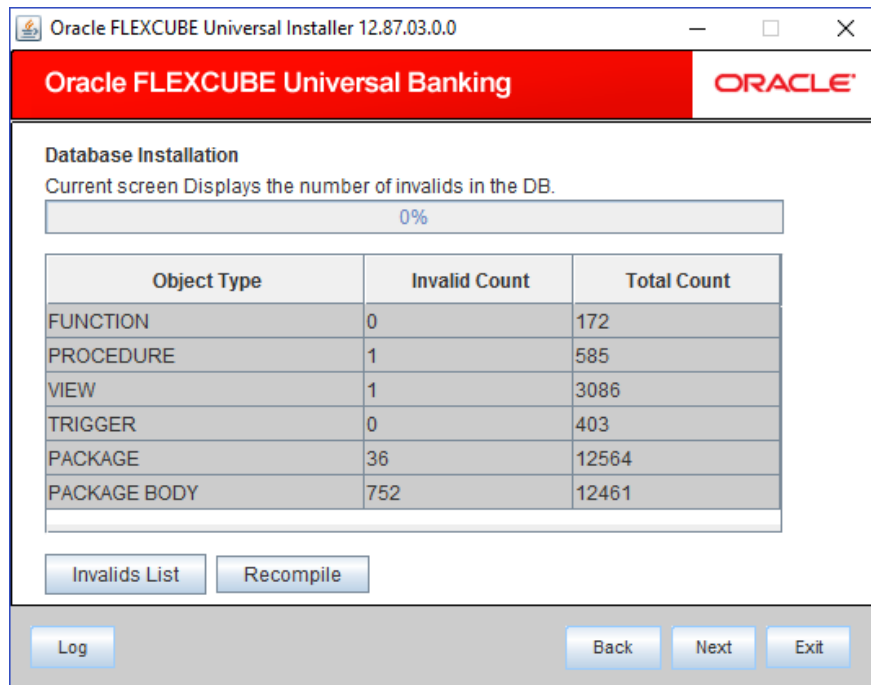 Oracle FLEXCUBE Universal Installer 12.87.03.0.0
Oracle FLEXCUBE Universal Banking
ORACLE
Database Installation
Current screen Displays the number of invalids in the DB.
0%
Object Type Invalid Count Total Count
FUNCTION 0 172
PROCEDURE 1 585
VIEW 1 3086
TRIGGER 0 403
PACKAGE 36 12564
PACKAGE BODY 752 12461
Invalids List Recompile
Log Back Next Exit